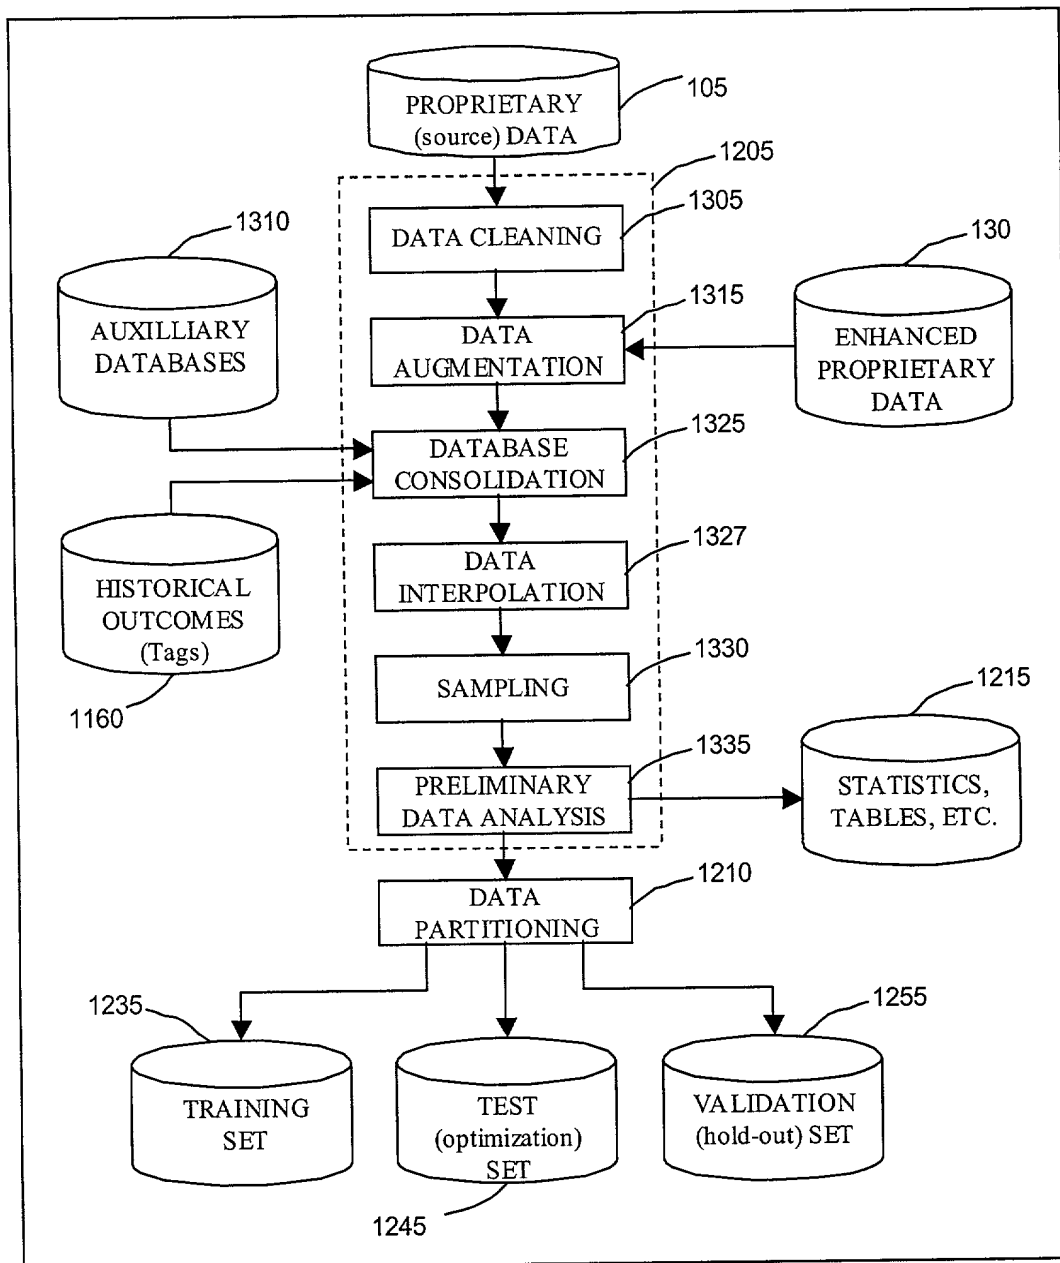 PROPRIETARY
(source) DATA
105
1205
DATA CLEANING
1305
1310
AUXILLIARY
DATABASES
DATA
AUGMENTATION
1315
130
ENHANCED
PROPRIETARY
DATA
DATABASE
CONSOLIDATION
1325
HISTORICAL
OUTCOMES
(Tags)
1160
DATA
INTERPOLATION
1327
SAMPLING
1330
PRELIMINARY
DATA ANALYSIS
1335
1215
STATISTICS,
TABLES, ETC.
DATA
PARTITIONING
1210
1235
TRAINING
SET
TEST
(optimization)
SET
1245
1255
VALIDATION
(hold-out) SET